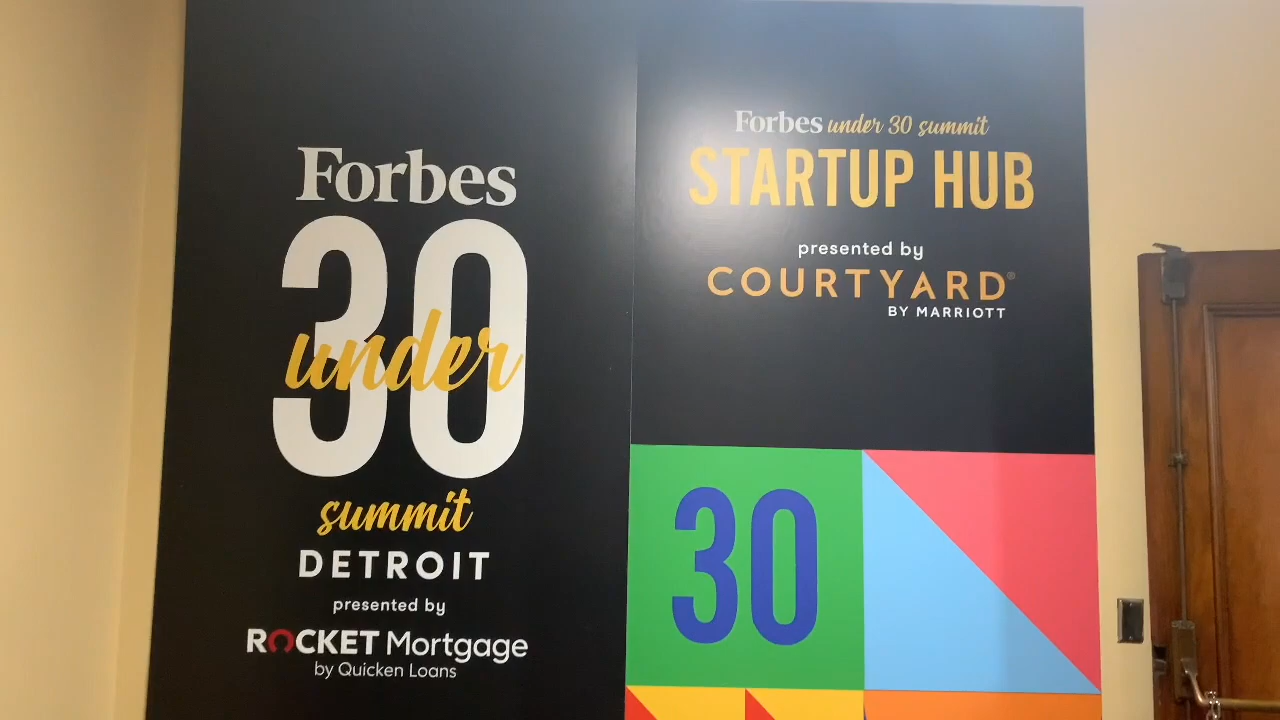 Forbes
30
under
summit
DETROIT
presented by
ROCKET Mortgage
by Quicken Loans
Forbes under 30 summit
STARTUP HUB
presented by
COURTYARD®
BY MARRIOTT
30